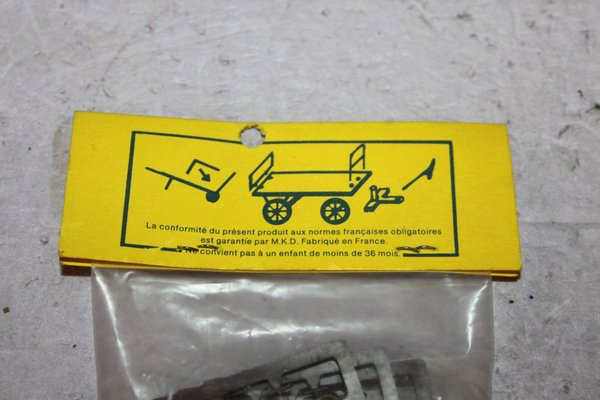 La conformité du présent produit aux normes françaises obligatoires
est garantie par M.K.D. Fabriqué en France.
Ne convient pas à un enfant de moins de 36 mois.